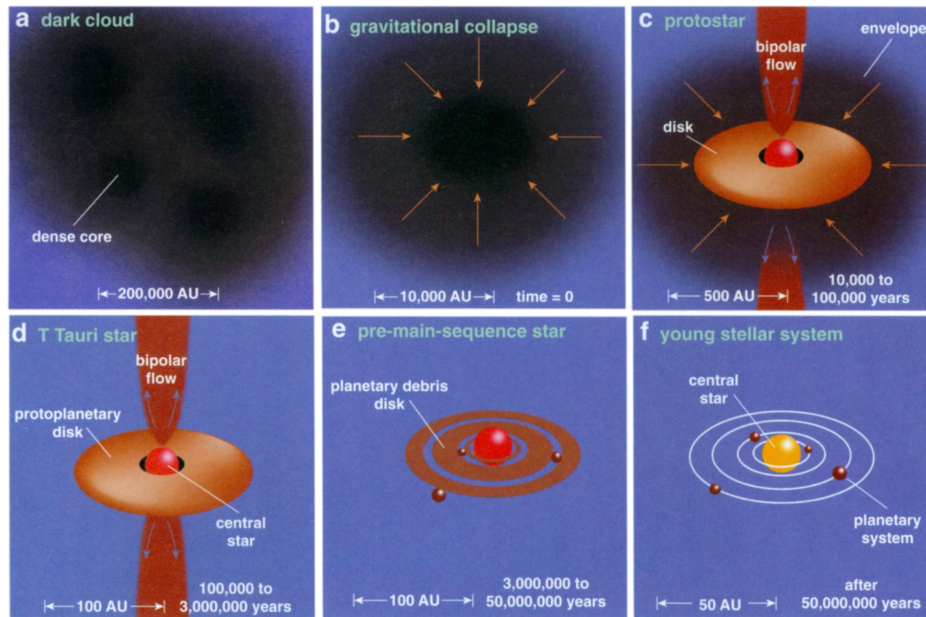 a dark cloud
dense core
200,000 AU
b gravitational collapse
10,000 AU
time = 0
c protostar
envelope
bipolar
flow
disk
500 AU
10,000 to
100,000 years
d T Tauri star
bipolar
flow
protoplanetary
disk
central
star
100 AU
100,000 to
3,000,000 years
e pre-main-sequence star
planetary debris
disk
100 AU
3,000,000 to
50,000,000 years
f young stellar system
central
star
planetary
system
50 AU
after
50,000,000 years